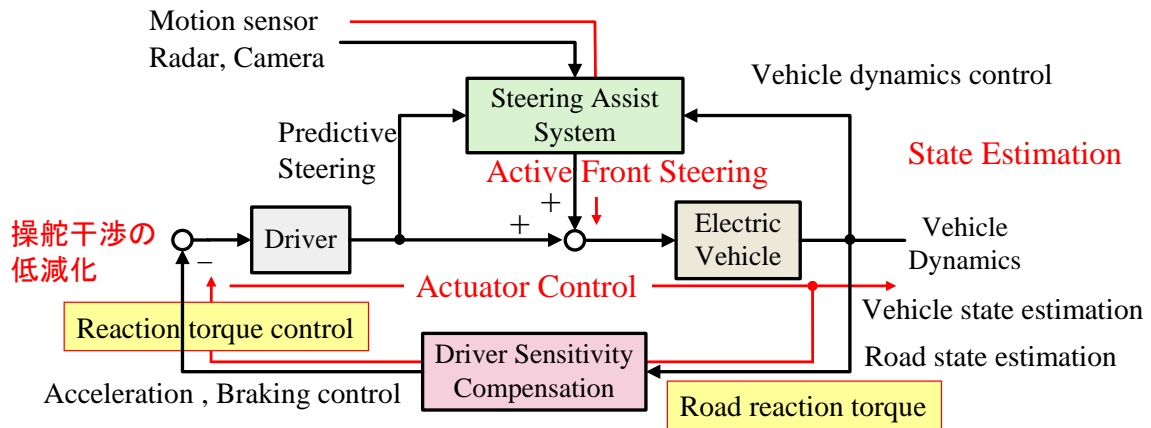 Motion sensor
Radar, Camera
Steering Assist
System
Vehicle dynamics control
Predictive
Steering
State Estimation
Active Front Steering
+
+
操舵干渉の
低減化
Driver
Electric
Vehicle
Vehicle
Dynamics
−
Actuator Control
Vehicle state estimation
Reaction torque control
Driver Sensitivity
Compensation
Road state estimation
Acceleration , Braking control
Road reaction torque